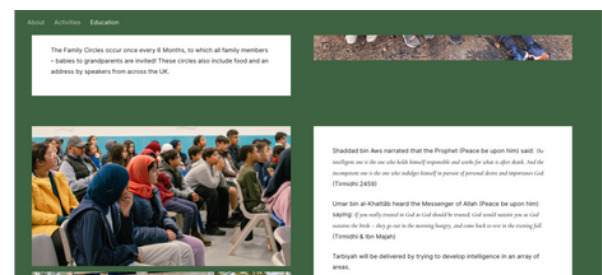 About Activities Education
The Family Circles occur once every 6 Months, to which all family members
– babies to grandparents are invited! These circles also include food and an
address by speakers from across the UK.
Shaddad bin Aws narrated that the Prophet (Peace be upon him) said: The
intelligent one is the one who holds himself responsible and works for what is after death. And the
incompetent one is the one who indulges himself in pursuit of personal desire and importunes God.
(Tirmidhi 2459)
Umar bin al-Khattāb heard the Messenger of Allah (Peace be upon him)
saying: if you really trusted in God as God should be trusted, God would sustain you as God
sustains the birds – they go out in the morning hungry, and come back to rest in the evening full.
(Tirmidhi & Ibn Majah)
Tarbiyah will be delivered by trying to develop intelligence in an array of
areas.